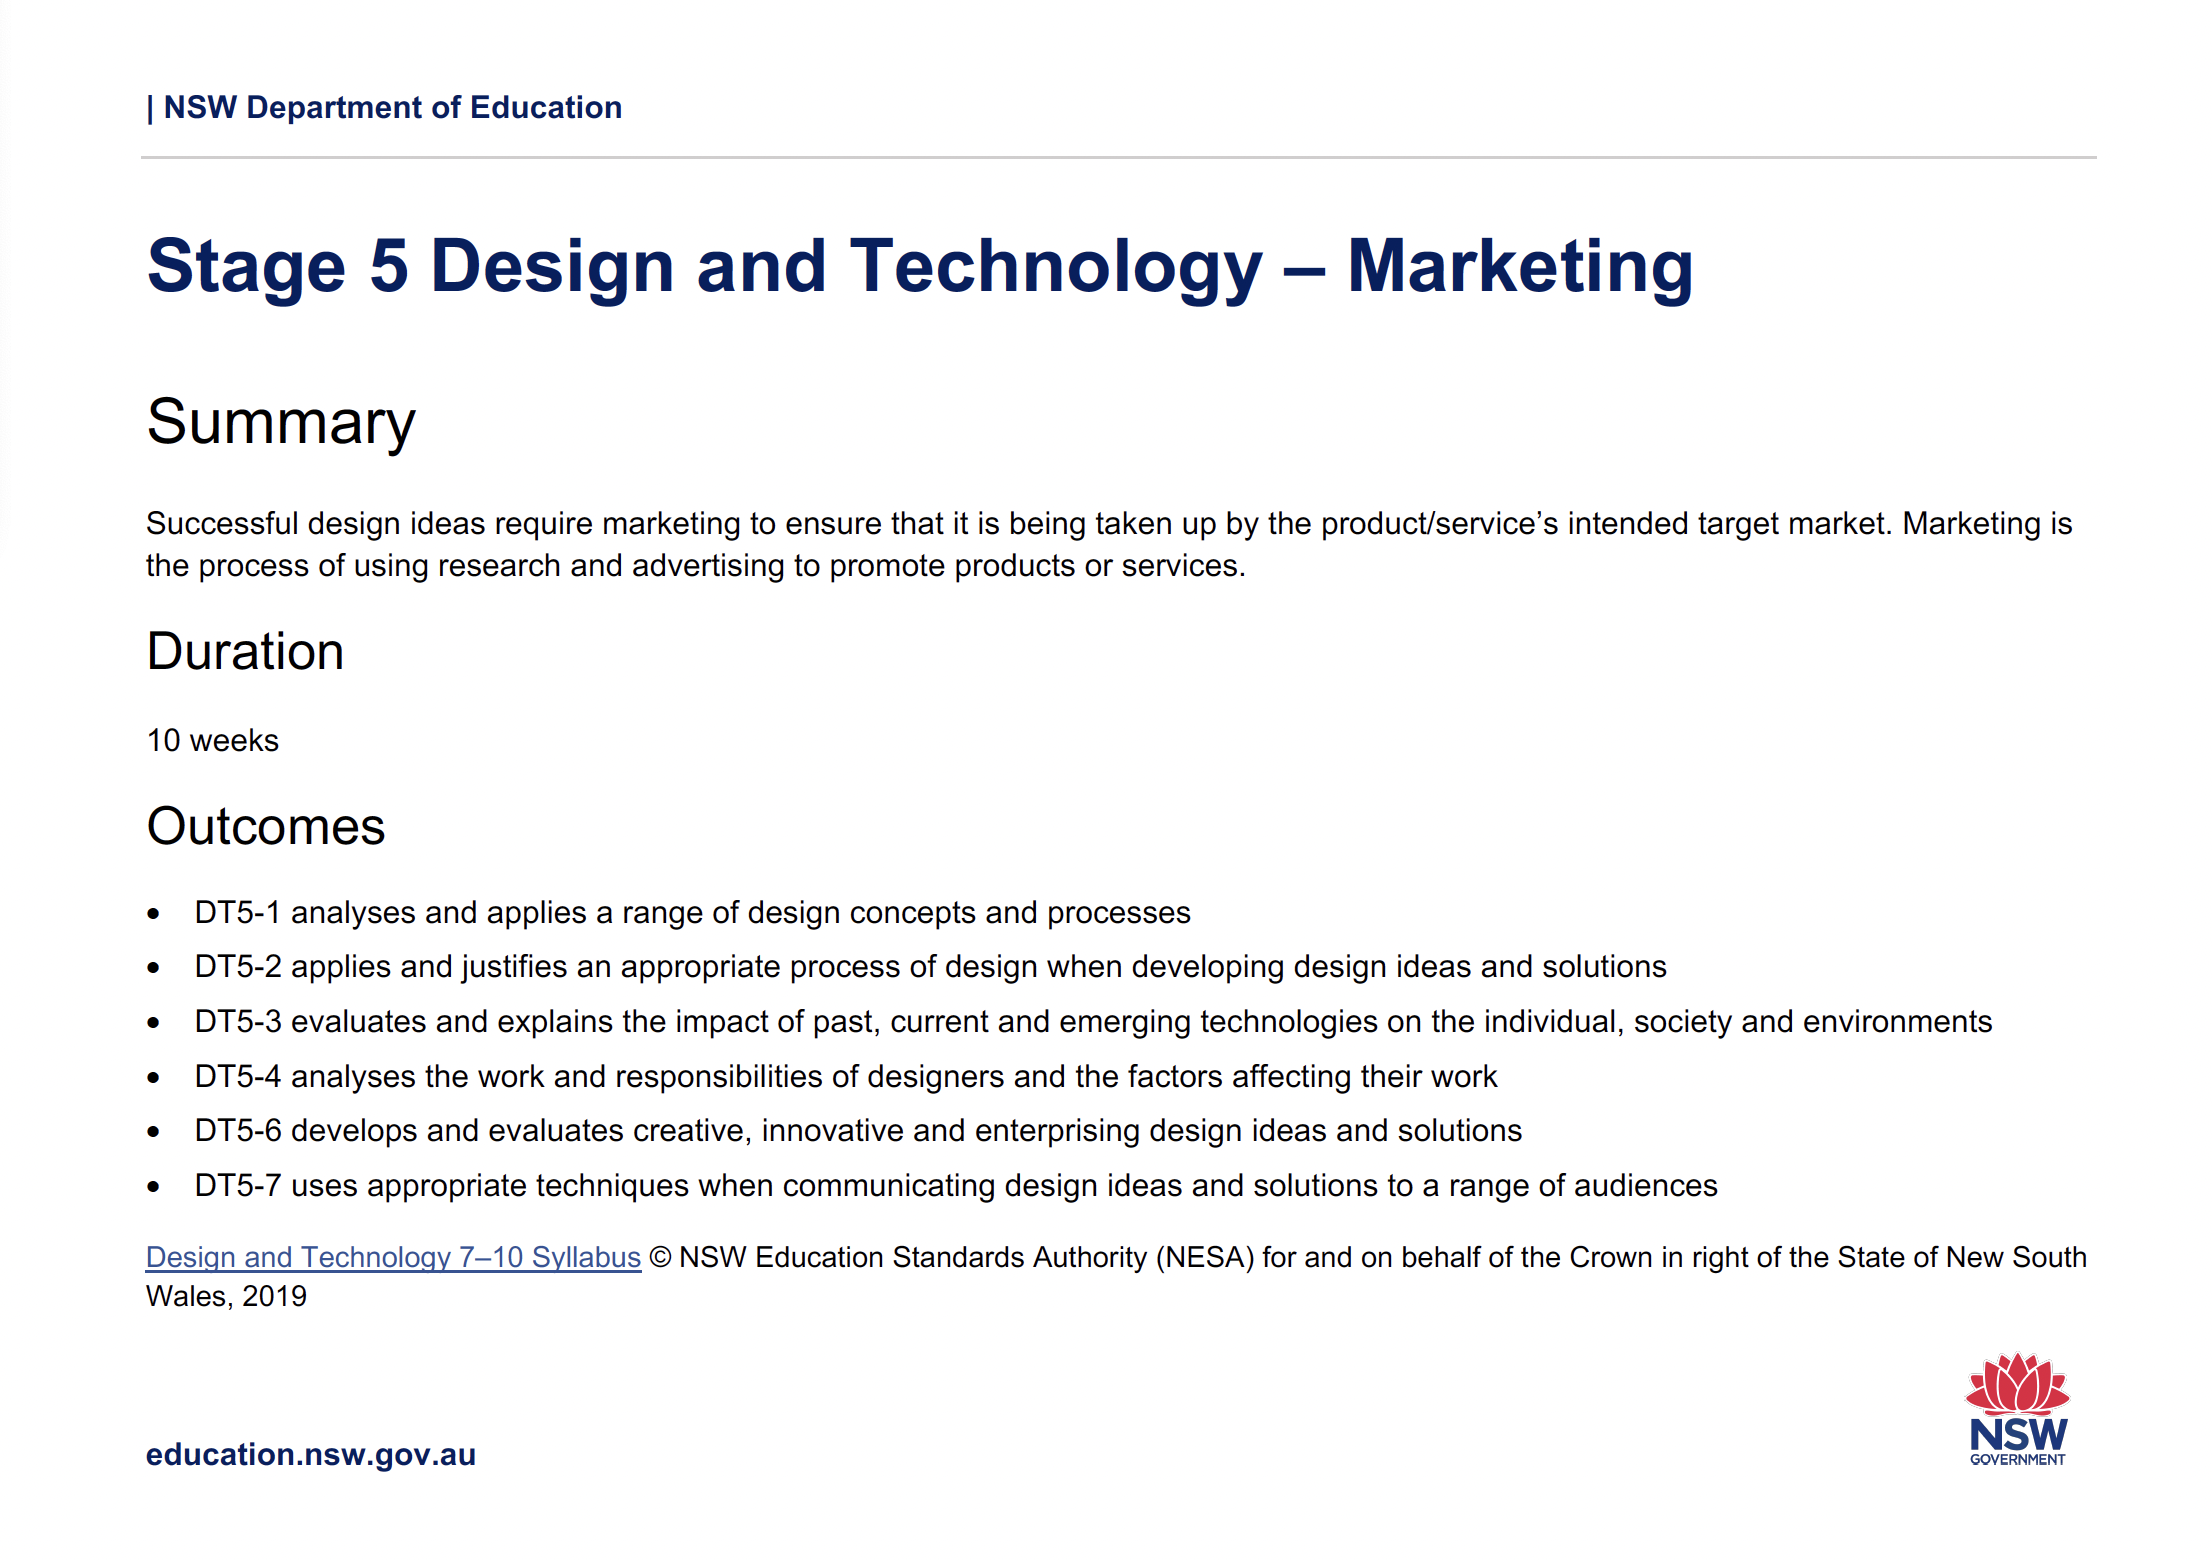 | NSW Department of Education
Stage 5 Design and Technology – Marketing
Summary
Successful design ideas require marketing to ensure that it is being taken up by the product/service’s intended target market. Marketing is
the process of using research and advertising to promote products or services.
Duration
10 weeks
Outcomes
• DT5-1 analyses and applies a range of design concepts and processes
• DT5-2 applies and justifies an appropriate process of design when developing design ideas and solutions
• DT5-3 evaluates and explains the impact of past, current and emerging technologies on the individual, society and environments
• DT5-4 analyses the work and responsibilities of designers and the factors affecting their work
• DT5-6 develops and evaluates creative, innovative and enterprising design ideas and solutions
• DT5-7 uses appropriate techniques when communicating design ideas and solutions to a range of audiences
Design and Technology 7–10 Syllabus © NSW Education Standards Authority (NESA) for and on behalf of the Crown in right of the State of New South
Wales, 2019
education.nsw.gov.au
NSW
GOVERNMENT